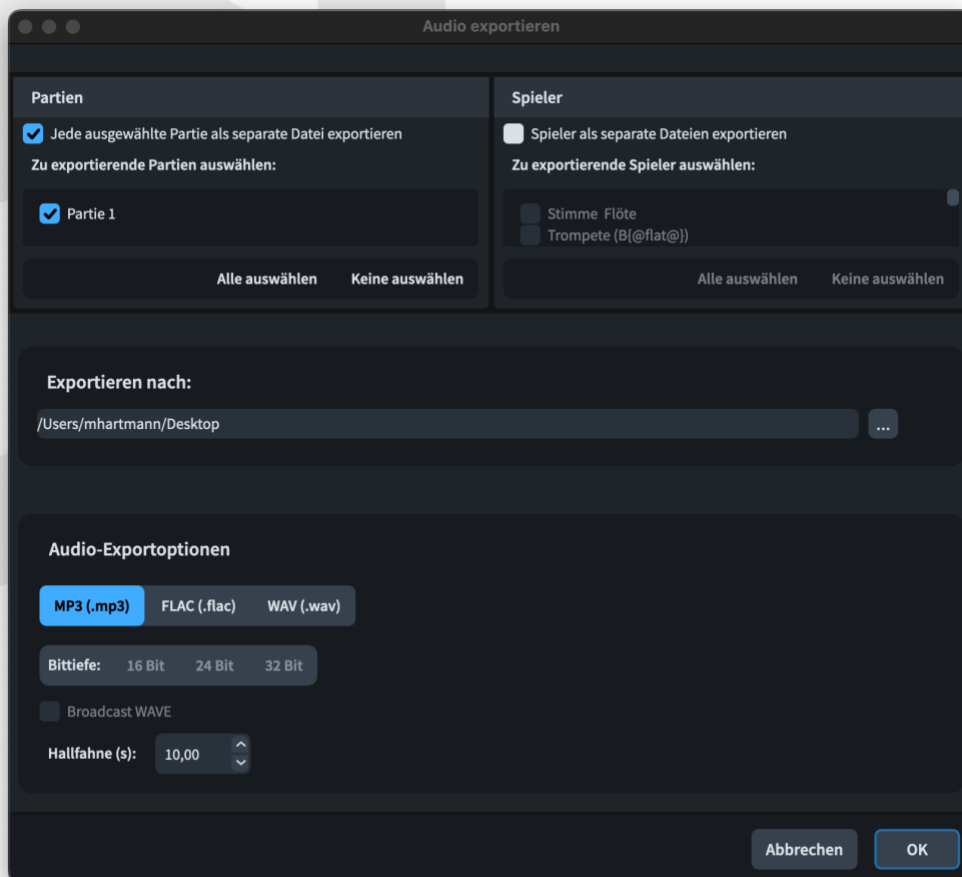 Audio exportieren
Partien
Jede ausgewählte Partie als separate Datei exportieren
Zu exportierende Partien auswählen:
Partie 1
Alle auswählen Keine auswählen
Spieler
Spieler als separate Dateien exportieren
Zu exportierende Spieler auswählen:
Stimme Flöte
Trompete (B{@flat@})
Alle auswählen Keine auswählen
Exportieren nach:
/Users/mhartmann/Desktop
...
Audio-Exportoptionen
MP3 (.mp3) FLAC (.flac) WAV (.wav)
Bittiefe: 16 Bit 24 Bit 32 Bit
Broadcast WAVE
Hallfahne (s): 10,00
Abbrechen OK